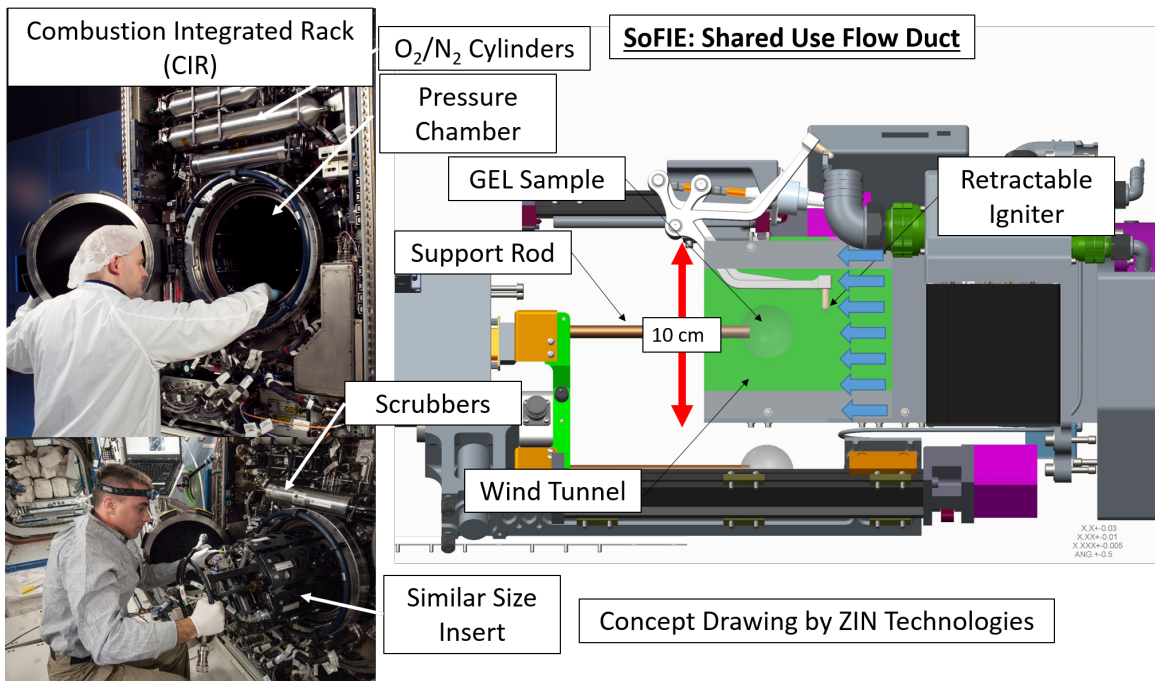 Combustion Integrated Rack
(CIR)
O₂/N₂ Cylinders
Pressure
Chamber
SoFIE: Shared Use Flow Duct
GEL Sample
Retractable
Igniter
Support Rod
10 cm
Scrubbers
Wind Tunnel
X.X+-0.03
X.XX+-0.01
X.XXX+-0.005
ANG.+-0.5
Similar Size
Insert
Concept Drawing by ZIN Technologies